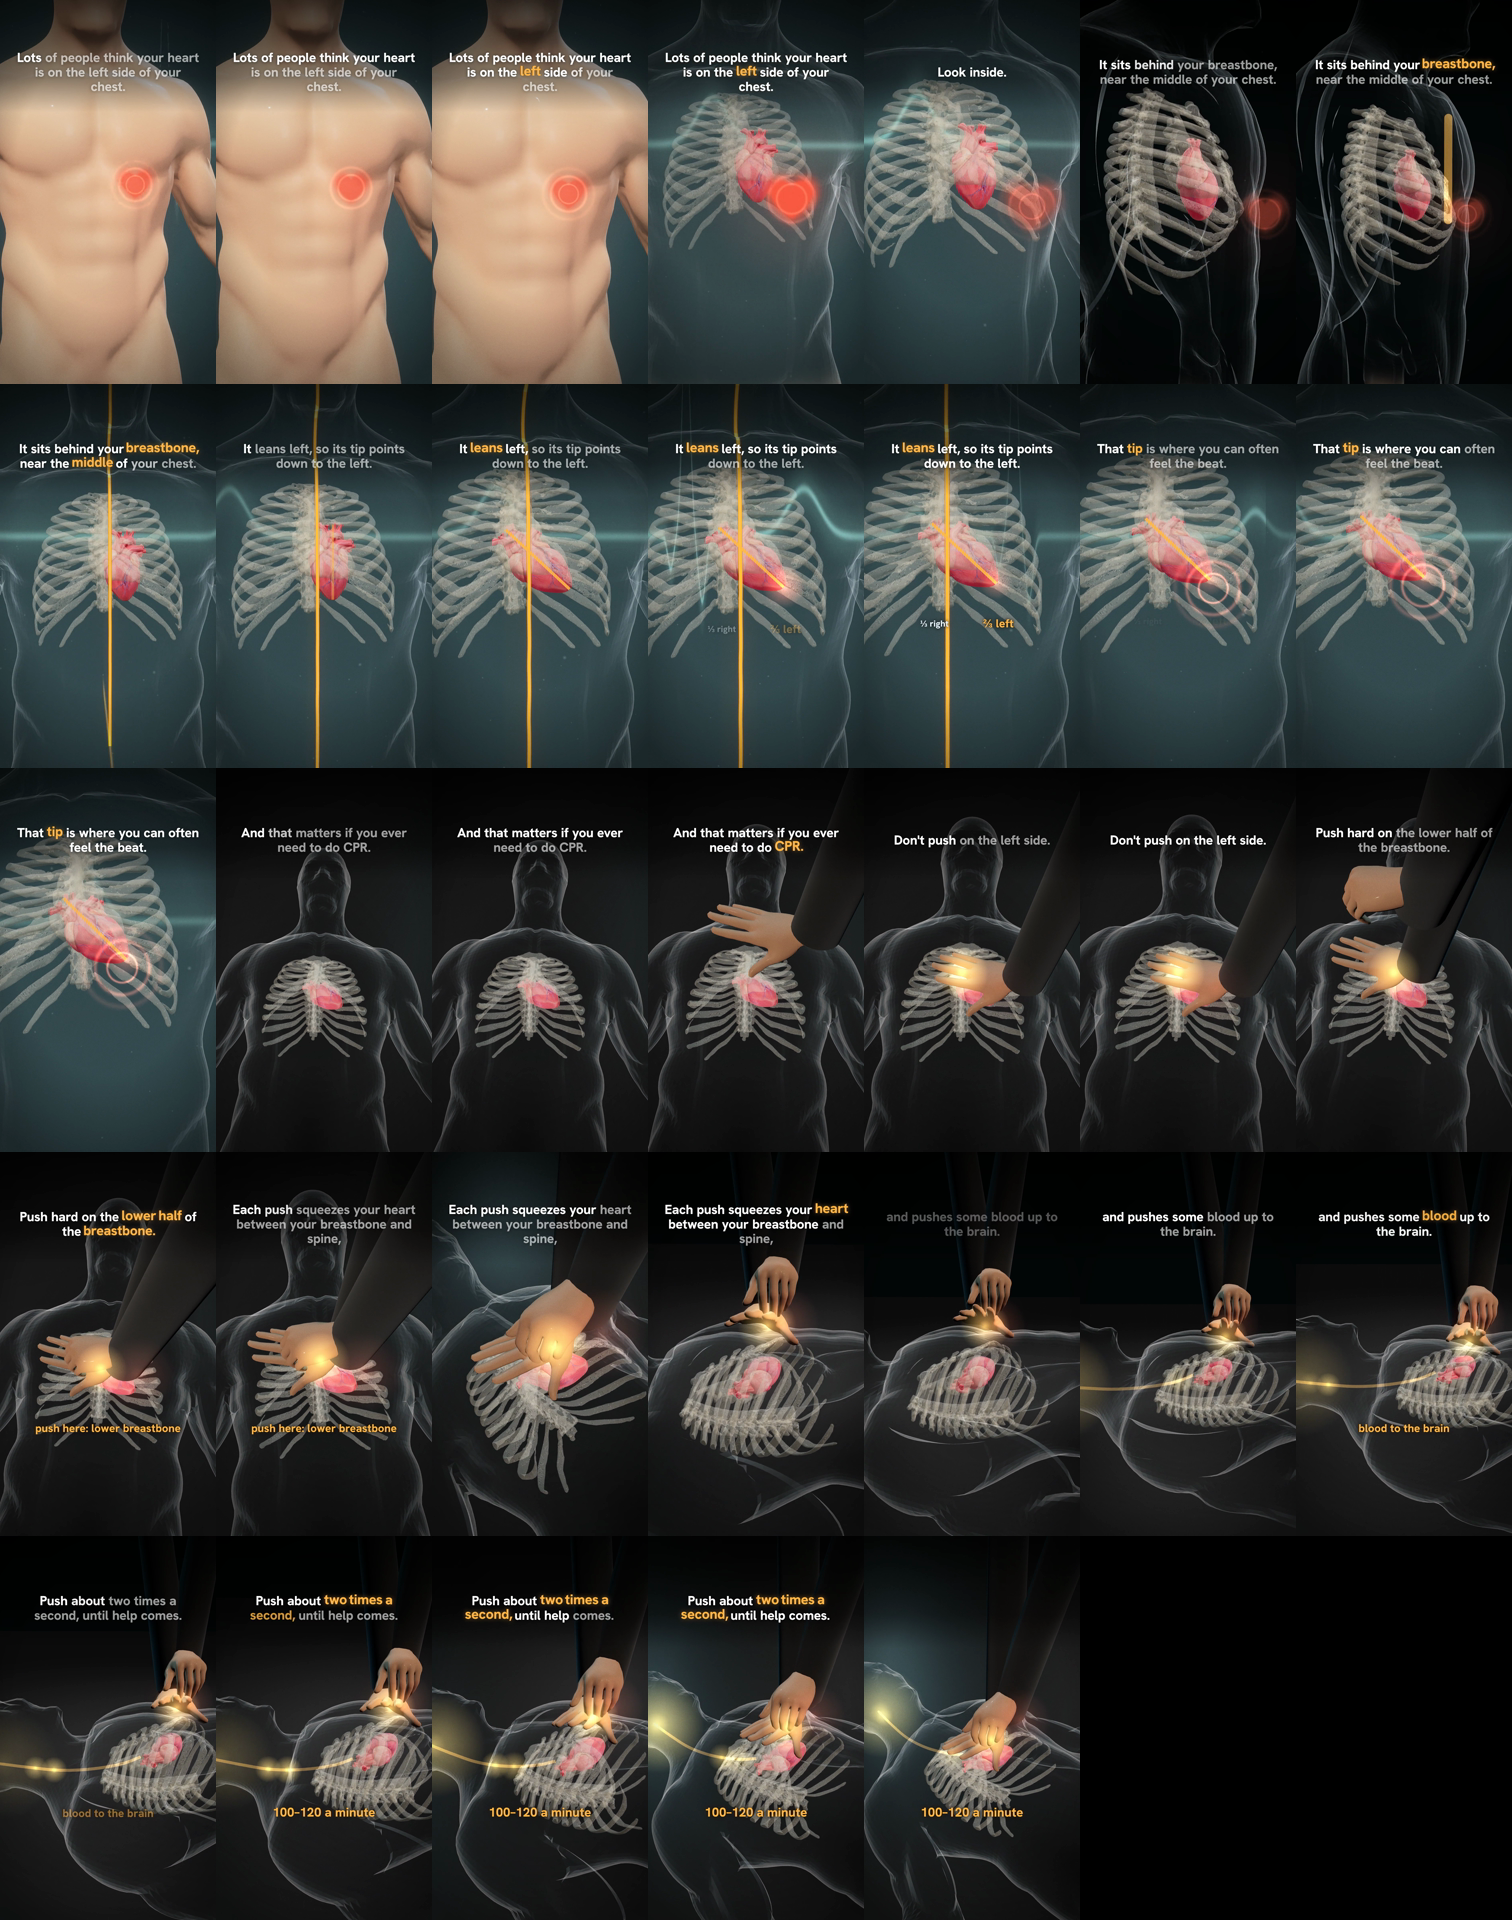 Lots of people think your heart
is on the left side of your
chest.
Lots of people think your heart
is on the left side of your
chest.
Lots of people think your heart
is on the left side of your
chest.
Lots of people think your heart
is on the left side of your
chest.
Look inside.
It sits behind your breastbone,
near the middle of your chest.
It sits behind your breastbone,
near the middle of your chest.
It sits behind your breastbone,
near the middle of your chest.
It leans left, so its tip points
down to the left.
It leans left, so its tip points
down to the left.
It leans left, so its tip points
down to the left.
⅓ right
⅔ left
It leans left, so its tip points
down to the left.
⅓ right
⅔ left
That tip is where you can often
feel the beat.
That tip is where you can often
feel the beat.
That tip is where you can often
feel the beat.
And that matters if you ever
need to do CPR.
And that matters if you ever
need to do CPR.
And that matters if you ever
need to do CPR.
Don't push on the left side.
Don't push on the left side.
Push hard on the lower half of
the breastbone.
Push hard on the lower half of
the breastbone.
push here: lower breastbone
Each push squeezes your heart
between your breastbone and
spine,
push here: lower breastbone
Each push squeezes your heart
between your breastbone and
spine,
Each push squeezes your heart
between your breastbone and
spine,
and pushes some blood up to
the brain.
and pushes some blood up to
the brain.
and pushes some blood up to
the brain.
blood to the brain
Push about two times a
second, until help comes.
blood to the brain
Push about two times a
second, until help comes.
100–120 a minute
Push about two times a
second, until help comes.
100–120 a minute
Push about two times a
second, until help comes.
100–120 a minute
100–120 a minute